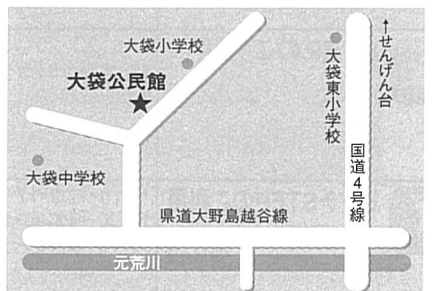 大袋小学校
大袋公民館
大袋中学校
大袋東小学校
↑せんげん台
国道4号線
県道大野島越谷線
元荒川